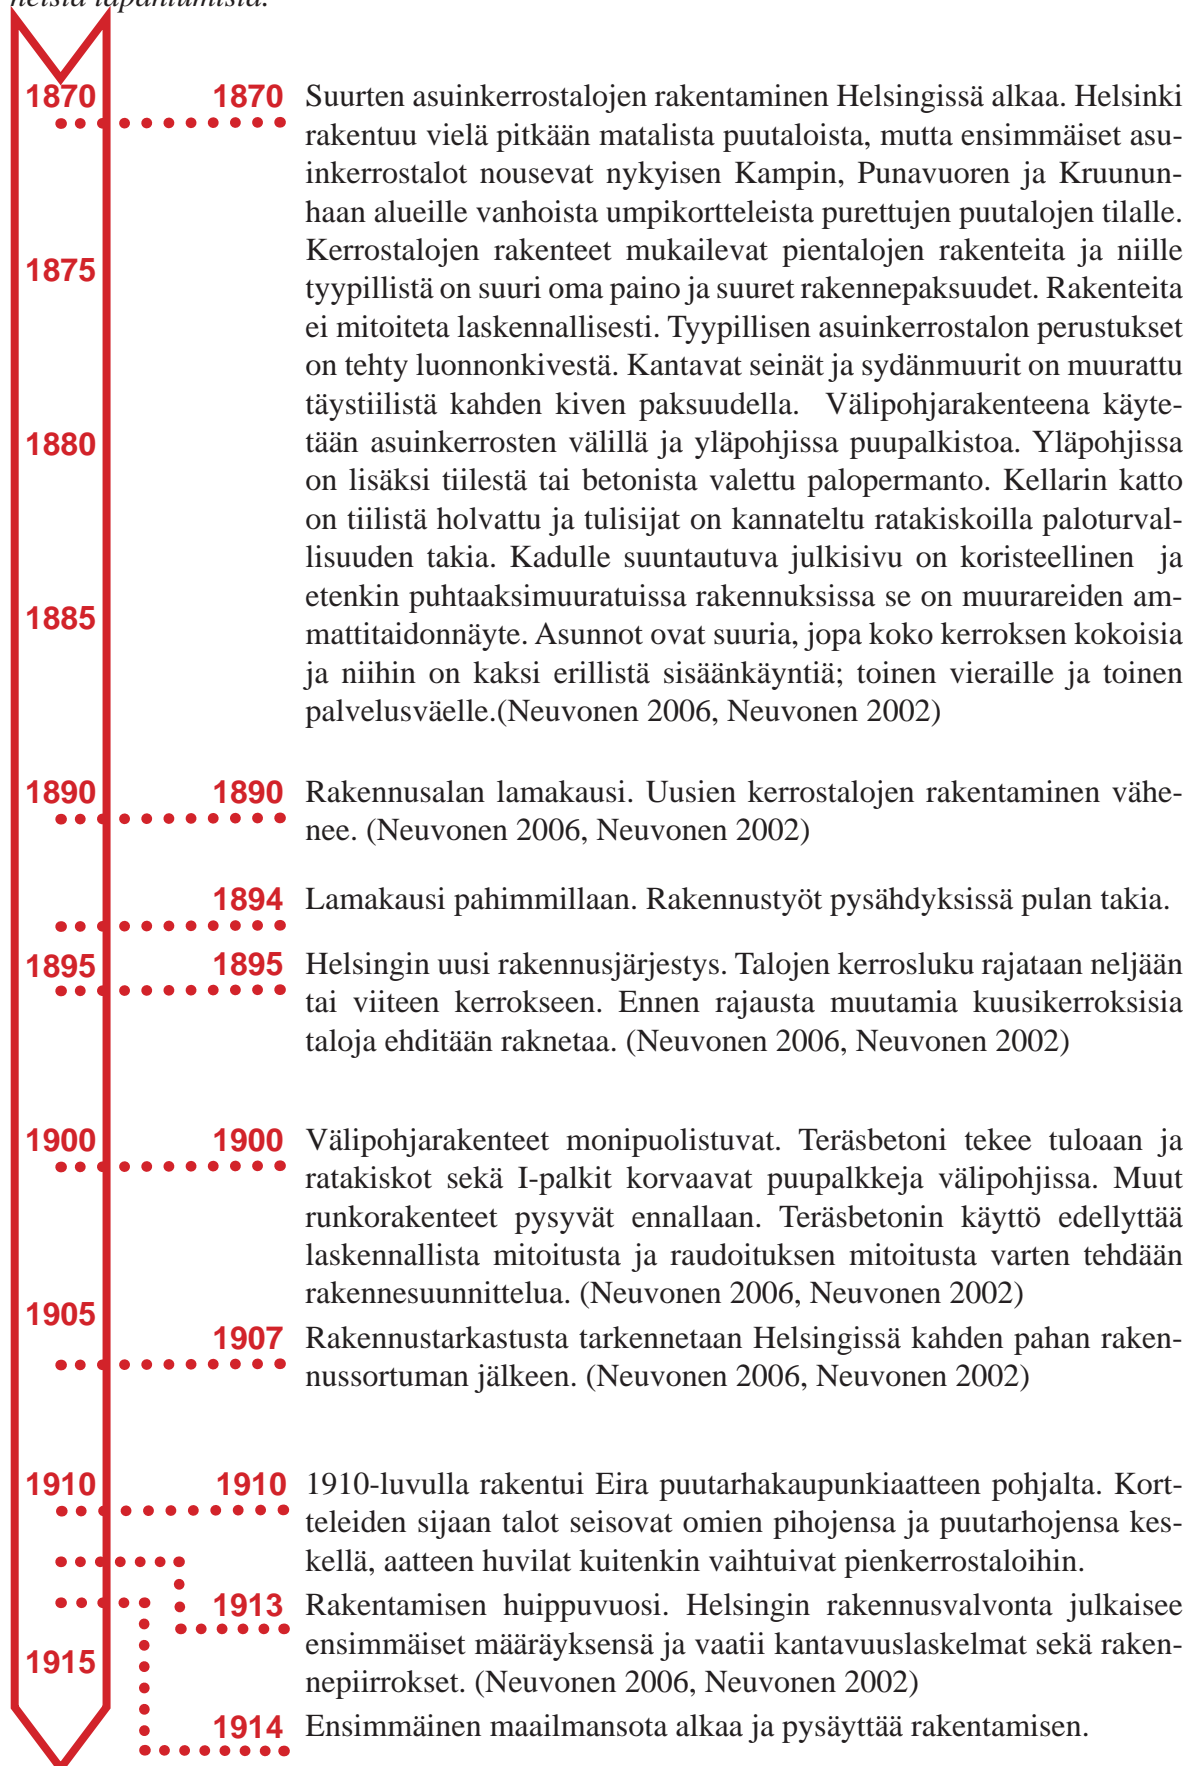 neisia tapahtumisia.
1870 1870 Suurten asuinkerrostalojen rakentaminen Helsingissä alkaa. Helsinki
rakentuu vielä pitkään matalista puutaloista, mutta ensimmäiset asu-
inkerrostalot nousevat nykyisen Kampin, Punavuoren ja Kruunun-
haan alueille vanhoista umpikortteleista purettujen puutalojen tilalle.
Kerrostalojen rakenteet mukailevat pientalojen rakenteita ja niille
1875 tyypillistä on suuri oma paino ja suuret rakennepaksuudet. Rakenteita
ei mitoiteta laskennallisesti. Tyypillisen asuinkerrostalon perustukset
on tehty luonnonkivestä. Kantavat seinät ja sydänmuurit on muurattu
täystiilistä kahden kiven paksuudella. Välipohjarakenteena käyte-
1880 tään asuinkerrosten välillä ja yläpohjissa puupalkistoa. Yläpohjissa
on lisäksi tiilestä tai betonista valettu palopermanto. Kellarin katto
on tiilistä holvattu ja tulisijat on kannateltu ratakiskoilla paloturval-
lisuuden takia. Kadulle suuntautuva julkisivu on koristeellinen ja
1885 etenkin puhtaaksimuuratuissa rakennuksissa se on muurareiden am-
mattitaidonnäyte. Asunnot ovat suuria, jopa koko kerroksen kokoisia
ja niihin on kaksi erillistä sisäänkäyntiä; toinen vieraille ja toinen
palvelusväelle.(Neuvonen 2006, Neuvonen 2002)
1890 1890 Rakennusalan lamakausi. Uusien kerrostalojen rakentaminen vähe-
nee. (Neuvonen 2006, Neuvonen 2002)
1894 Lamakausi pahimmillaan. Rakennustyöt pysähdyksissä pulan takia.
1895 1895 Helsingin uusi rakennusjärjestys. Talojen kerrosluku rajataan neljään
tai viiteen kerrokseen. Ennen rajausta muutamia kuusikerroksisia
taloja ehditään raknetaa. (Neuvonen 2006, Neuvonen 2002)
1900 1900 Välipohjarakenteet monipuolistuvat. Teräsbetoni tekee tuloaan ja
ratakiskot sekä I-palkit korvaavat puupalkkeja välipohjissa. Muut
runkorakenteet pysyvät ennallaan. Teräsbetonin käyttö edellyttää
laskennallista mitoitusta ja raudoituksen mitoitusta varten tehdään
rakennesuunnittelua. (Neuvonen 2006, Neuvonen 2002)
1905
1907 Rakennustarkastusta tarkennetaan Helsingissä kahden pahan raken-
nussortuman jälkeen. (Neuvonen 2006, Neuvonen 2002)
1910 1910 1910-luvulla rakentui Eira puutarhakaupunkiaatteen pohjalta. Kort-
teleiden sijaan talot seisovat omien pihojensa ja puutarhojensa kes-
kellä, aatteen huvilat kuitenkin vaihtuivat pienkerrostaloihin.
1913 Rakentamisen huippuvuosi. Helsingin rakennusvalvonta julkaisee
ensimmäiset määräyksensä ja vaatii kantavuuslaskelmat sekä raken-
1915 nepiirrokset. (Neuvonen 2006, Neuvonen 2002)
1914 Ensimmäinen maailmansota alkaa ja pysäyttää rakentamisen.